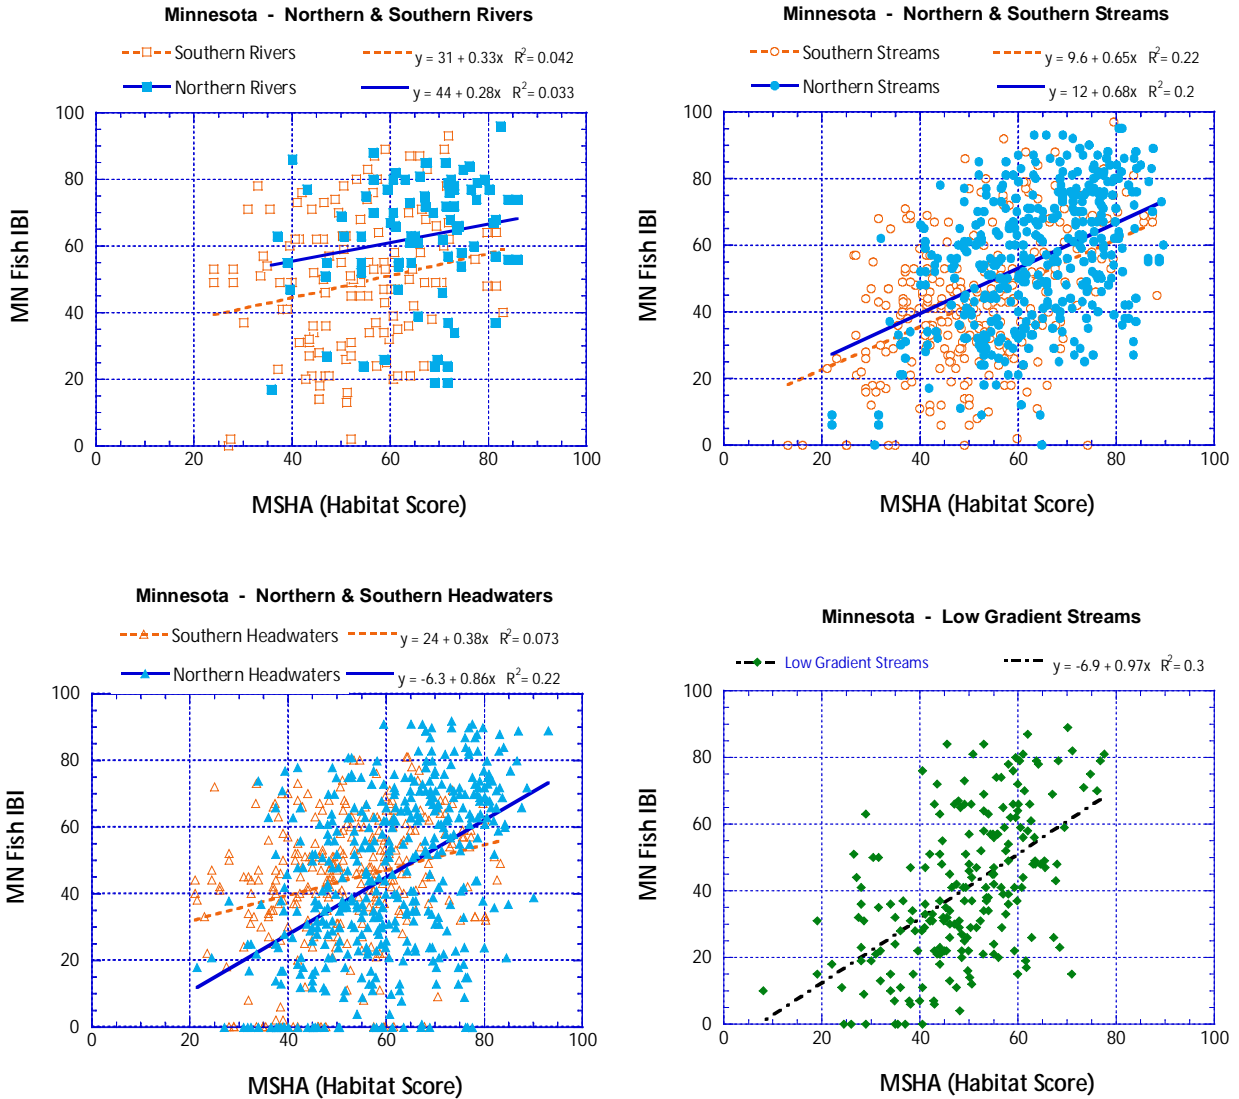 Minnesota - Northern & Southern Rivers
Southern Rivers y = 31 + 0.33x R²= 0.042
Northern Rivers y = 44 + 0.28x R²= 0.033
100
80
60
40
20
0
MN Fish IBI
0 20 40 60 80 100
MSHA (Habitat Score)
Minnesota - Northern & Southern Streams
Southern Streams y = 9.6 + 0.65x R²= 0.22
Northern Streams y = 12 + 0.68x R²= 0.2
100
80
60
40
20
0
MN Fish IBI
0 20 40 60 80 100
MSHA (Habitat Score)
Minnesota - Northern & Southern Headwaters
Southern Headwaters y = 24 + 0.38x R²= 0.073
Northern Headwaters y = -6.3 + 0.86x R²= 0.22
100
80
60
40
20
0
MN Fish IBI
0 20 40 60 80 100
MSHA (Habitat Score)
Minnesota - Low Gradient Streams
Low Gradient Streams y = -6.9 + 0.97x R²= 0.3
100
80
60
40
20
0
MN Fish IBI
0 20 40 60 80 100
MSHA (Habitat Score)